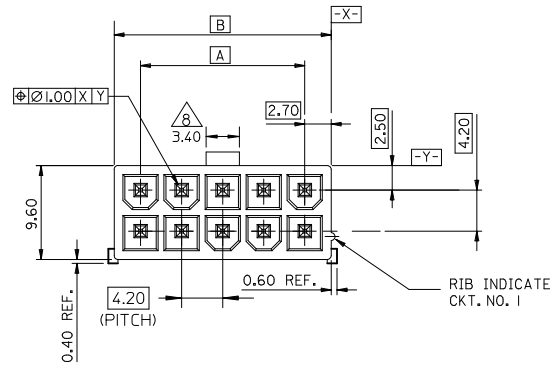 B
-X-
A
⌖ Ø1.00 X Y
8
3.40
2.70
2.50
-Y-
4.20
9.60
0.40 REF.
4.20
(PITCH)
0.60 REF.
RIB INDICATE
CKT. NO. 1